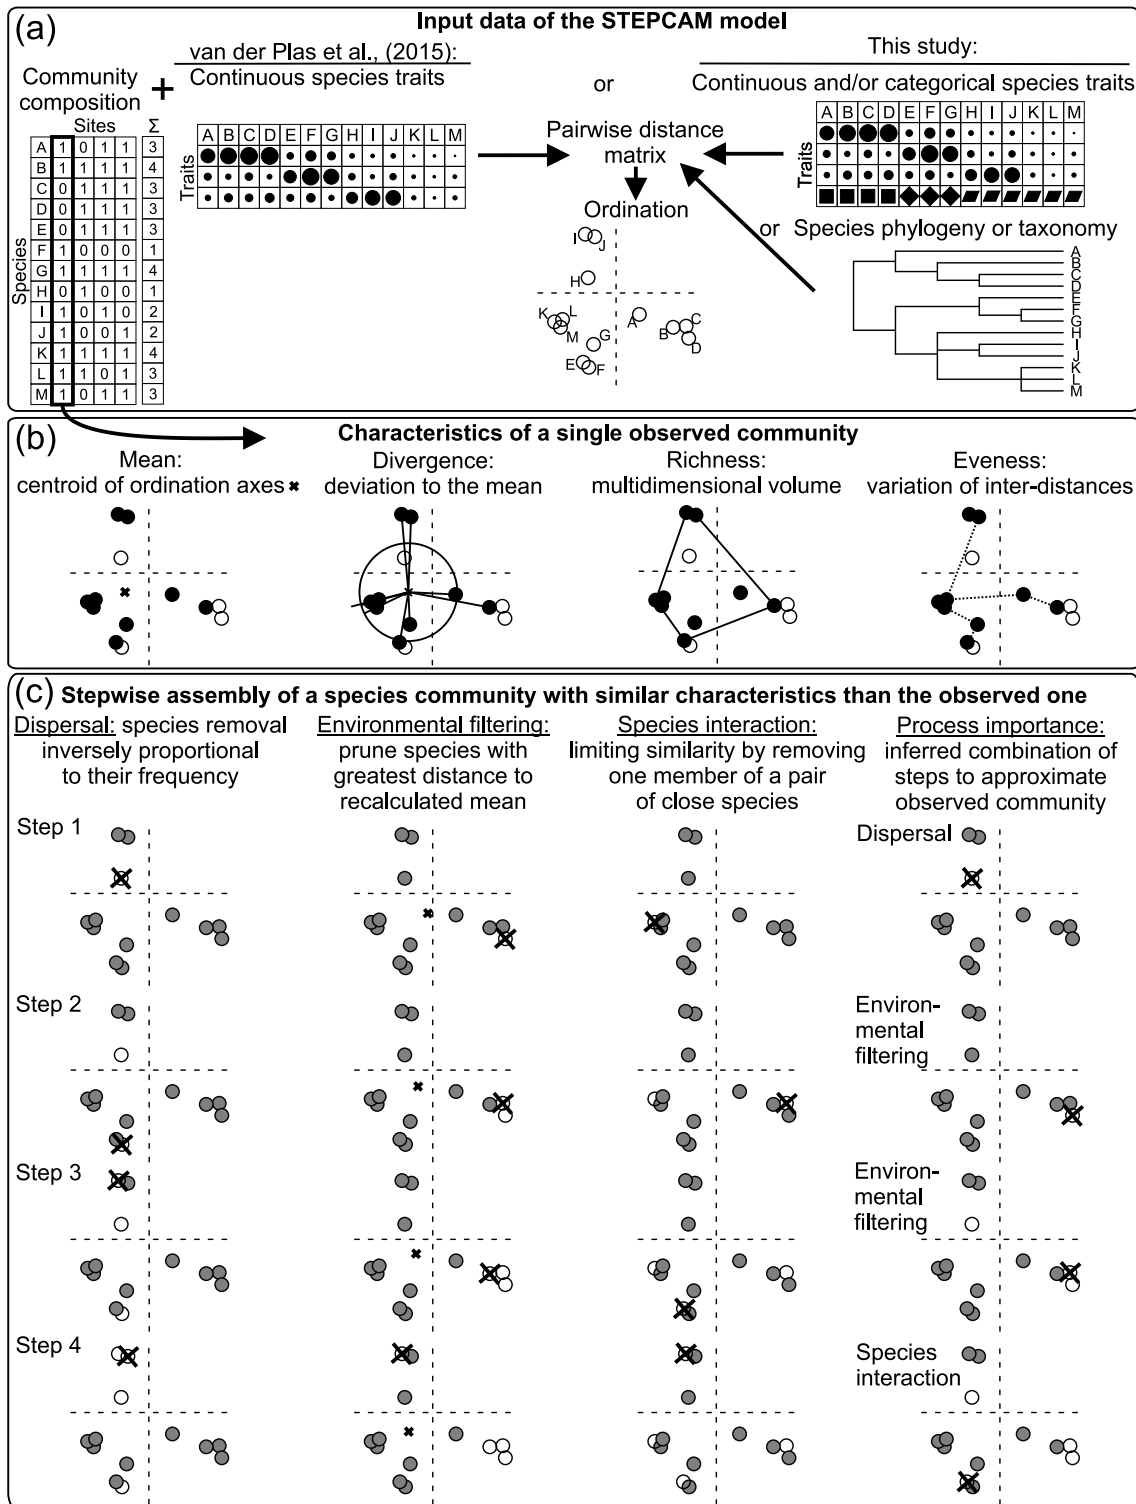 (a)
Input data of the STEPCAM model
van der Plas et al., (2015):
Continuous species traits
or
This study:
Continuous and/or categorical species traits
Community
composition
+
Sites
Σ
Species
A 1 0 1 1 3
B 1 1 1 1 4
C 0 1 1 1 3
D 0 1 1 1 3
E 0 1 1 1 3
F 1 0 0 0 1
G 1 1 1 1 4
H 0 1 0 0 1
I 1 0 1 0 2
J 1 0 0 1 2
K 1 1 1 1 4
L 1 1 0 1 3
M 1 0 1 1 3
A B C D E F G H I J K L M
Traits
Pairwise distance
matrix
Ordination
I
J
H
K
L
M
G
E
F
A
B
C
D
A B C D E F G H I J K L M
Traits
or Species phylogeny or taxonomy
A
B
C
D
E
F
G
H
I
J
K
L
M
(b)
Characteristics of a single observed community
Mean:
centroid of ordination axes
Divergence:
deviation to the mean
Richness:
multidimensional volume
Eveness:
variation of inter-distances
(c)
Stepwise assembly of a species community with similar characteristics than the observed one
Dispersal: species removal
inversely proportional
to their frequency
Environmental filtering:
prune species with
greatest distance to
recalculated mean
Species interaction:
limiting similarity by removing
one member of a pair
of close species
Process importance:
inferred combination of
steps to approximate
observed community
Step 1
Dispersal
Step 2
Environ-
mental
filtering
Step 3
Environ-
mental
filtering
Step 4
Species
interaction